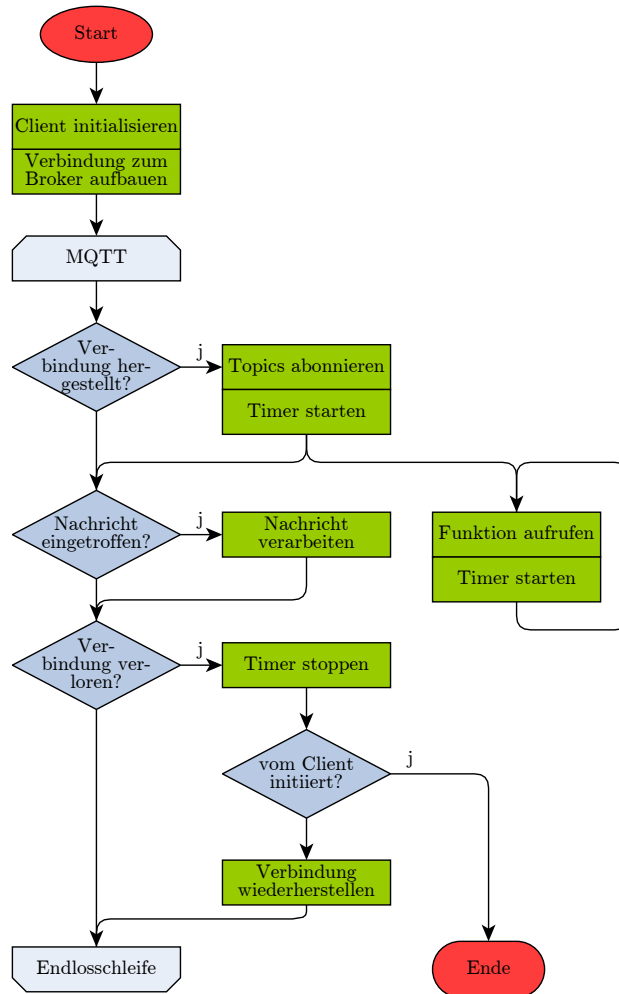 Start
Client initialisieren
Verbindung zum
Broker aufbauen
MQTT
Ver-
bindung her-
gestellt?
j
Topics abonnieren
Timer starten
Nachricht
eingetroffen?
j
Nachricht
verarbeiten
Funktion aufrufen
Timer starten
Ver-
bindung ver-
loren?
j
Timer stoppen
vom Client
initiiert?
j
Verbindung
wiederherstellen
Endlosschleife
Ende